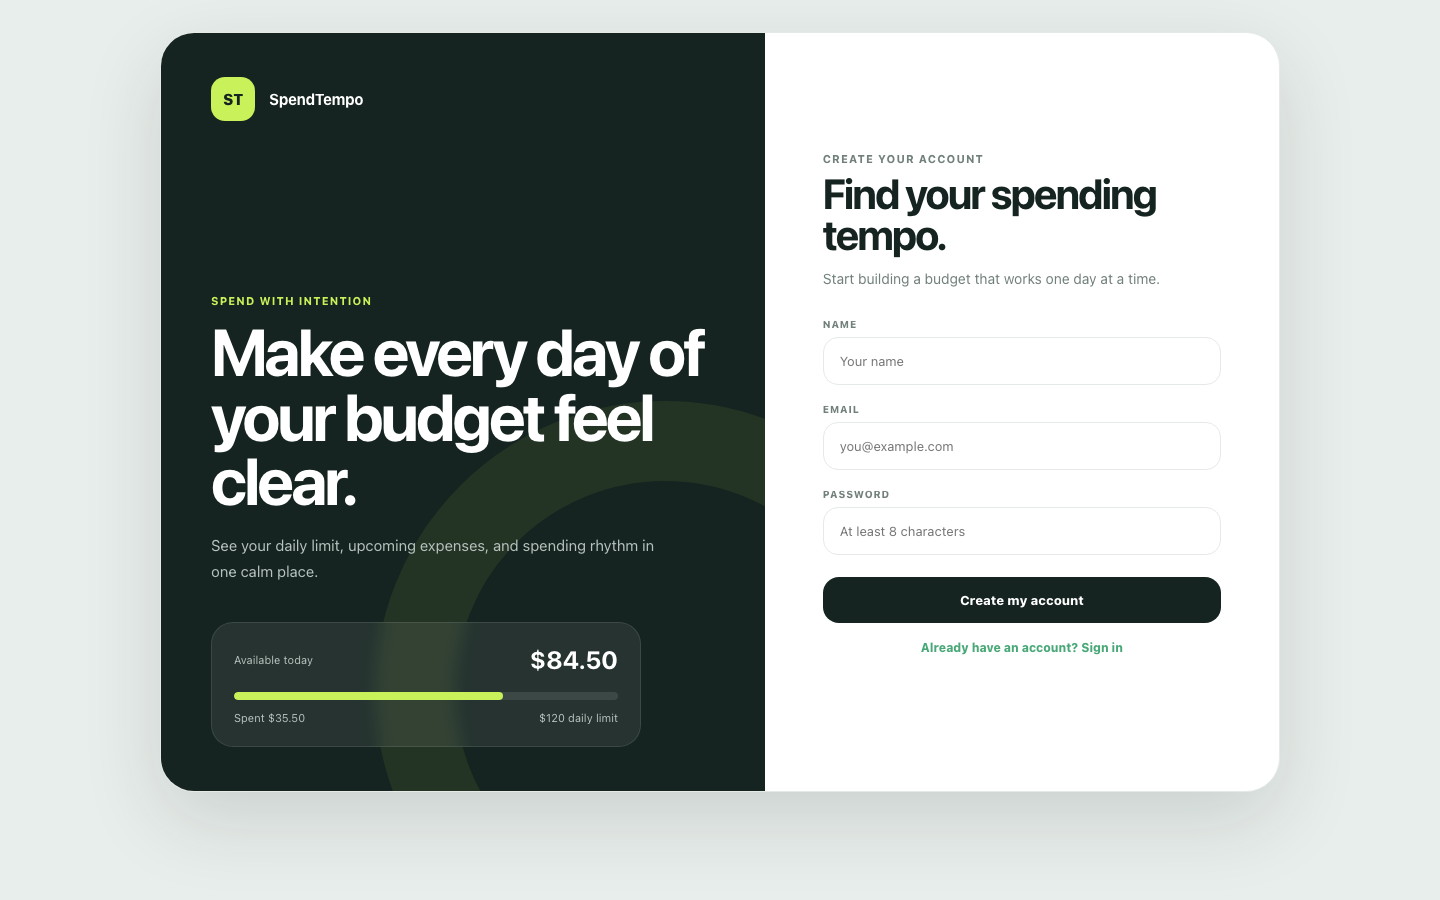 ST
SpendTempo
SPEND WITH INTENTION
Make every day of
your budget feel
clear.
See your daily limit, upcoming expenses, and spending rhythm in
one calm place.
Available today
$84.50
Spent $35.50
$120 daily limit
CREATE YOUR ACCOUNT
Find your spending
tempo.
Start building a budget that works one day at a time.
NAME
Your name
EMAIL
you@example.com
PASSWORD
At least 8 characters
Create my account
Already have an account? Sign in